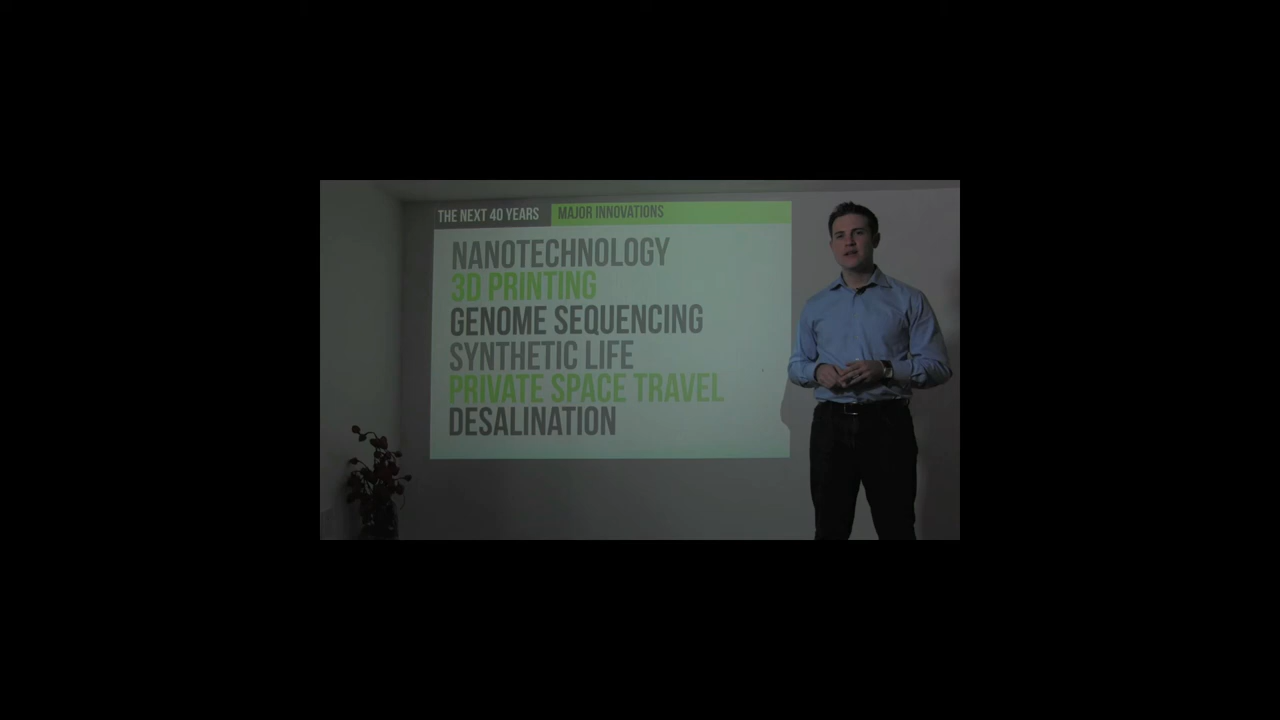 THE NEXT 40 YEARS
MAJOR INNOVATIONS
NANOTECHNOLOGY
3D PRINTING
GENOME SEQUENCING
SYNTHETIC LIFE
PRIVATE SPACE TRAVEL
DESALINATION